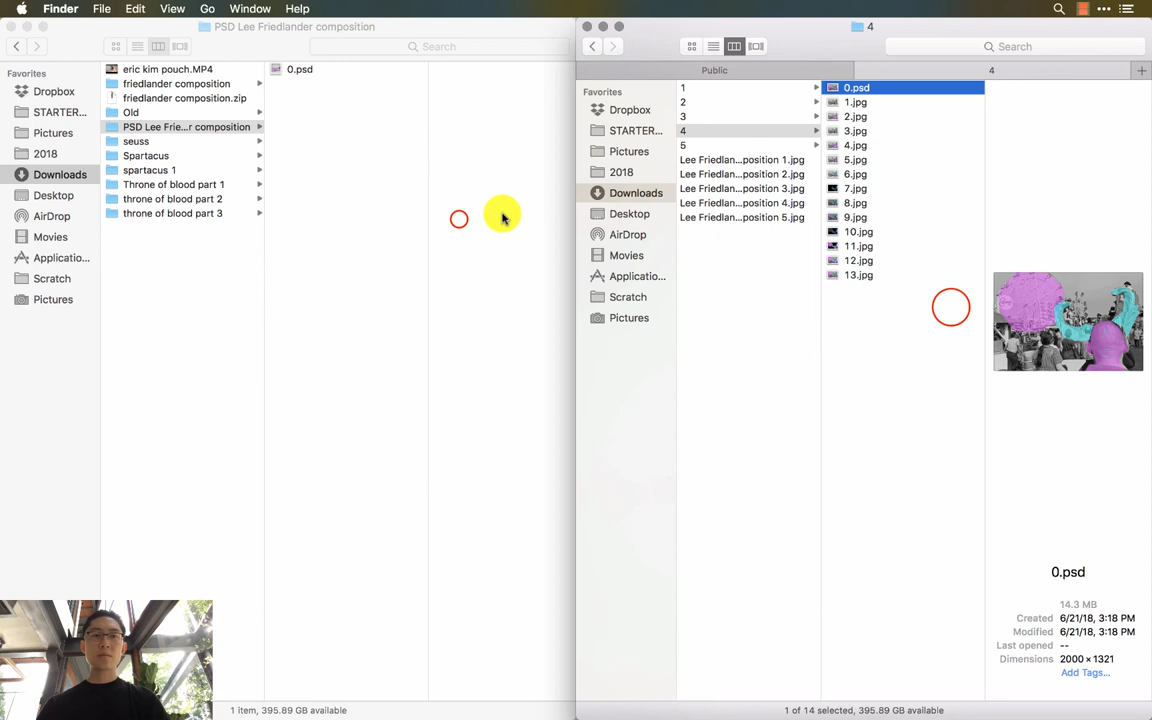 Finder File Edit View Go Window Help
PSD Lee Friedlander composition
Search
Favorites
Dropbox
STARTER...
Pictures
2018
Downloads
Desktop
AirDrop
Movies
Applicatio...
Scratch
Pictures
eric kim pouch.MP4
friedlander composition
friedlander composition.zip
Old
PSD Lee Frie...r composition
seuss
Spartacus
spartacus 1
Throne of blood part 1
throne of blood part 2
throne of blood part 3
0.psd
1 item, 395.89 GB available
4
Search
Public
4
Favorites
Dropbox
STARTER...
Pictures
2018
Downloads
Desktop
AirDrop
Movies
Applicatio...
Scratch
Pictures
1
2
3
4
5
Lee Friedlan...position 1.jpg
Lee Friedlan...position 2.jpg
Lee Friedlan...position 3.jpg
Lee Friedlan...position 4.jpg
Lee Friedlan...position 5.jpg
0.psd
1.jpg
2.jpg
3.jpg
4.jpg
5.jpg
6.jpg
7.jpg
8.jpg
9.jpg
10.jpg
11.jpg
12.jpg
13.jpg
0.psd
14.3 MB
Created 6/21/18, 3:18 PM
Modified 6/21/18, 3:18 PM
Last opened --
Dimensions 2000 × 1321
Add Tags...
1 of 14 selected, 395.89 GB available